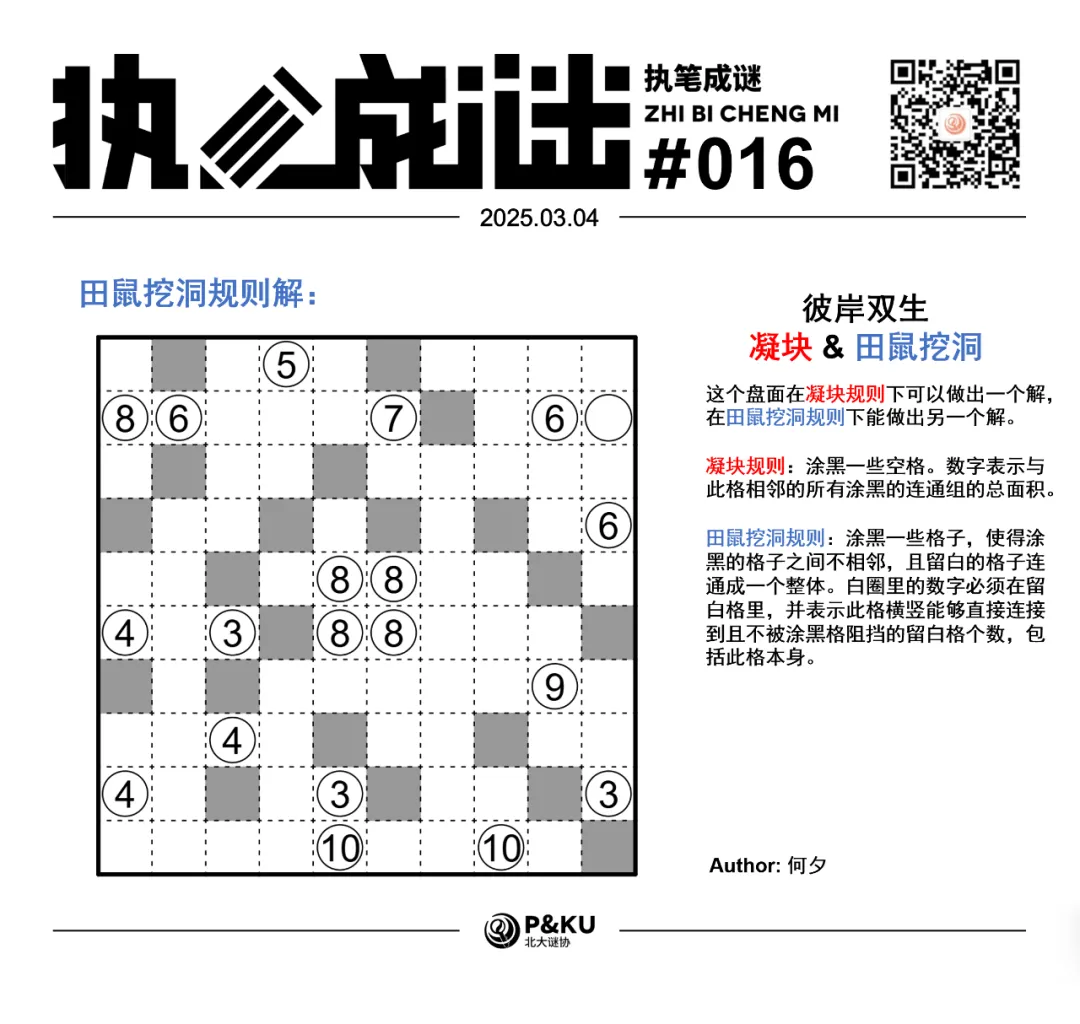 执笔成谜
执笔成谜
ZHI BI CHENG MI
#016
2025.03.04
田鼠挖洞规则解：
彼岸双生
凝块 & 田鼠挖洞
这个盘面在凝块规则下可以做出一个解，
在田鼠挖洞规则下能做出另一个解。
凝块规则：涂黑一些空格。数字表示与
此格相邻的所有涂黑的连通组的总面积。
田鼠挖洞规则：涂黑一些格子，使得涂
黑的格子之间不相邻，且留白的格子连
通成一个整体。白圈里的数字必须在留
白格里，并表示此格横竖能够直接连接
到且不被涂黑格阻挡的留白格个数，包
括此格本身。
5
8 6 7 6
6
8 8
4 3 8 8
9
4
4 3 3
10 10
Author: 何夕
P&KU
北大谜协